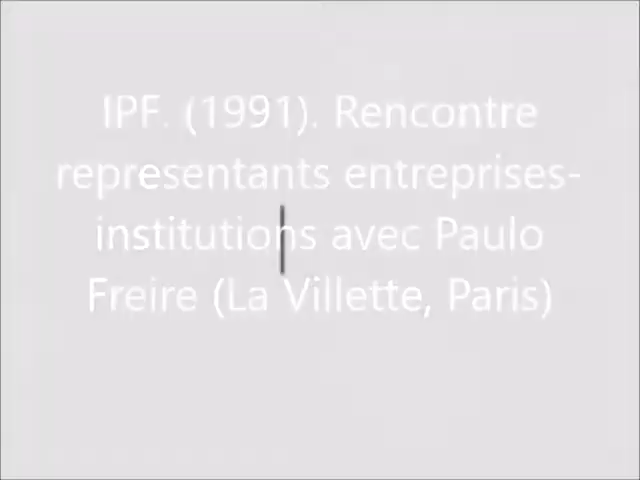 IPF. (1991). Rencontre
representants entreprises-
institutions avec Paulo
Freire (La Villette, Paris)